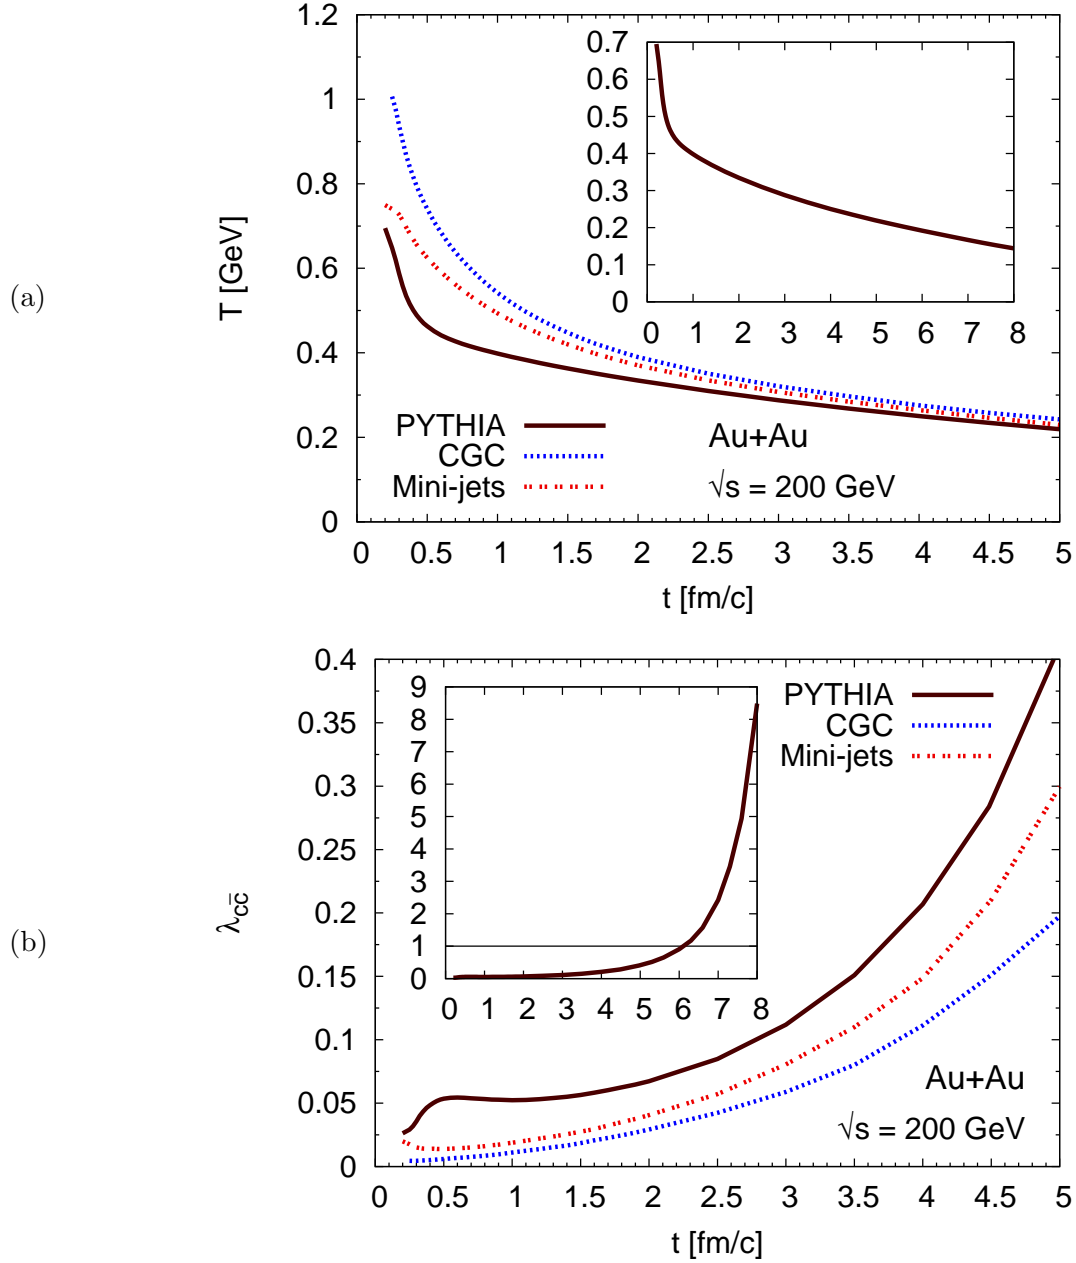 (a)
T [GeV]
1.2
1
0.8
0.6
0.4
0.2
0
0 0.5 1 1.5 2 2.5 3 3.5 4 4.5 5
t [fm/c]
0.7
0.6
0.5
0.4
0.3
0.2
0.1
0
0 1 2 3 4 5 6 7 8
PYTHIA
CGC
Mini-jets
Au+Au
√s = 200 GeV
(b)
λcc̅
0.4
0.35
0.3
0.25
0.2
0.15
0.1
0.05
0
0 0.5 1 1.5 2 2.5 3 3.5 4 4.5 5
t [fm/c]
9
8
7
6
5
4
3
2
1
0
0 1 2 3 4 5 6 7 8
PYTHIA
CGC
Mini-jets
Au+Au
√s = 200 GeV